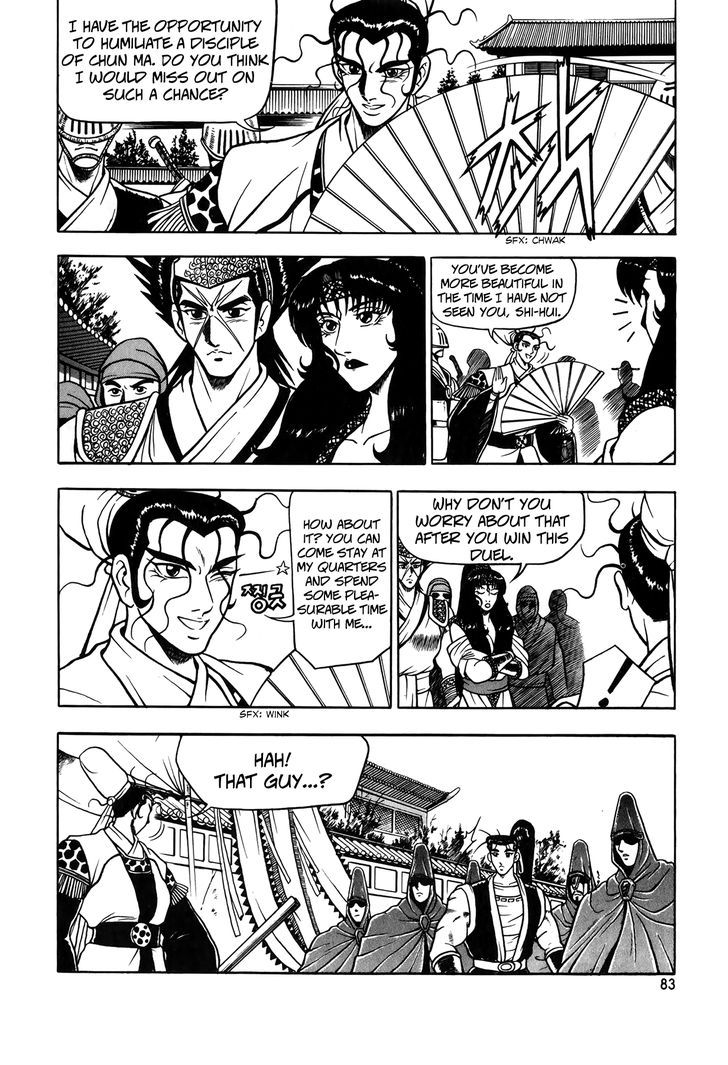 I HAVE THE OPPORTUNITY
TO HUMILIATE A DISCIPLE
OF CHUN MA. DO YOU THINK
I WOULD MISS OUT ON
SUCH A CHANCE?
촤악
SFX: CHWAK
YOU'VE BECOME
MORE BEAUTIFUL IN
THE TIME I HAVE NOT
SEEN YOU, SHI-HUI.
HOW ABOUT
IT? YOU CAN
COME STAY AT
MY QUARTERS
AND SPEND
SOME PLEA-
SURABLE TIME
WITH ME...
찡긋
SFX: WINK
WHY DON'T YOU
WORRY ABOUT THAT
AFTER YOU WIN THIS
DUEL.
!
HAH!
THAT GUY...?
83